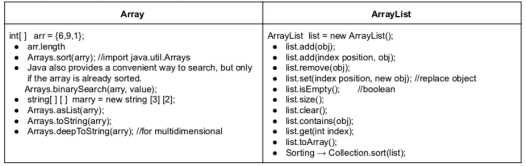 Array
int[ ]   arr = {6,9,1};
● arr.length
● Arrays.sort(arr); //import java.util.Arrays
● Java also provides a convenient way to search, but only
if the array is already sorted.
Arrays.binarySearch(arr, value);
● string[ ] [ ]  marry = new string [3] [2];
● Arrays.asList(arr);
● Arrays.toString(arr);
● Arrays.deepToString(arr); //for multidimensional
ArrayList
ArrayList  list = new ArrayList();
● list.add(obj);
● list.add(index position, obj);
● list.remove(obj);
● list.set(index position, new obj); //replace object
● list.isEmpty();      //boolean
● list.size();
● list.clear();
● list.contains(obj);
● list.get(int index);
● list.toArray();
● Sorting → Collection.sort(list);